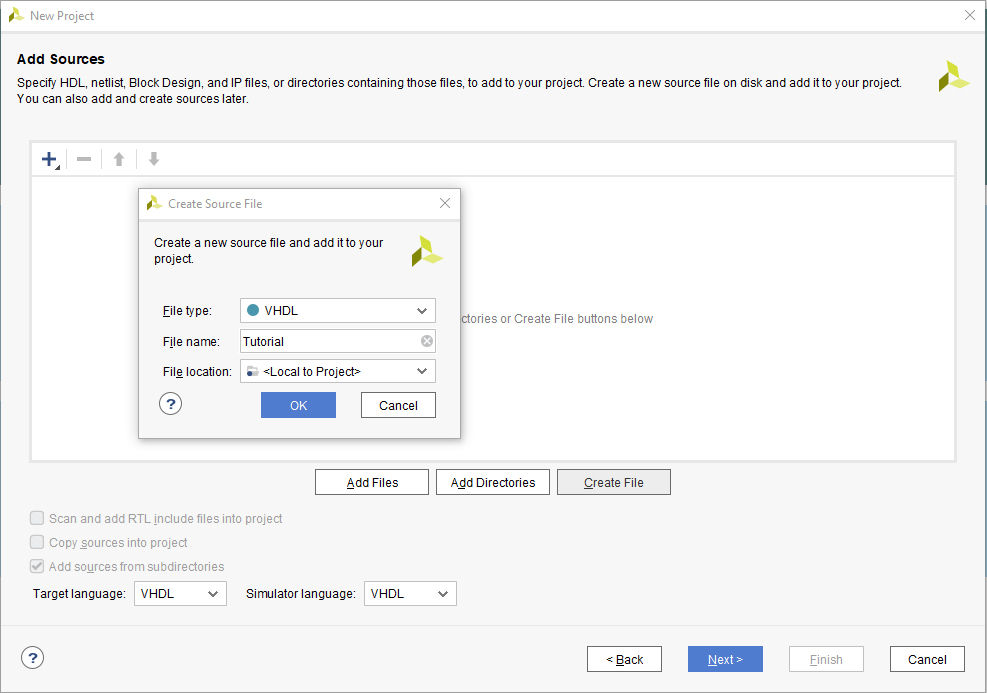 New Project
Add Sources
Specify HDL, netlist, Block Design, and IP files, or directories containing those files, to add to your project. Create a new source file on disk and add it to your project.
You can also add and create sources later.
Create Source File
Create a new source file and add it to your
project.
File type: VHDL
ctories or Create File buttons below
File name: Tutorial
File location: <Local to Project>
? OK Cancel
Add Files Add Directories Create File
Scan and add RTL include files into project
Copy sources into project
Add sources from subdirectories
Target language: VHDL Simulator language: VHDL
? < Back Next > Finish Cancel